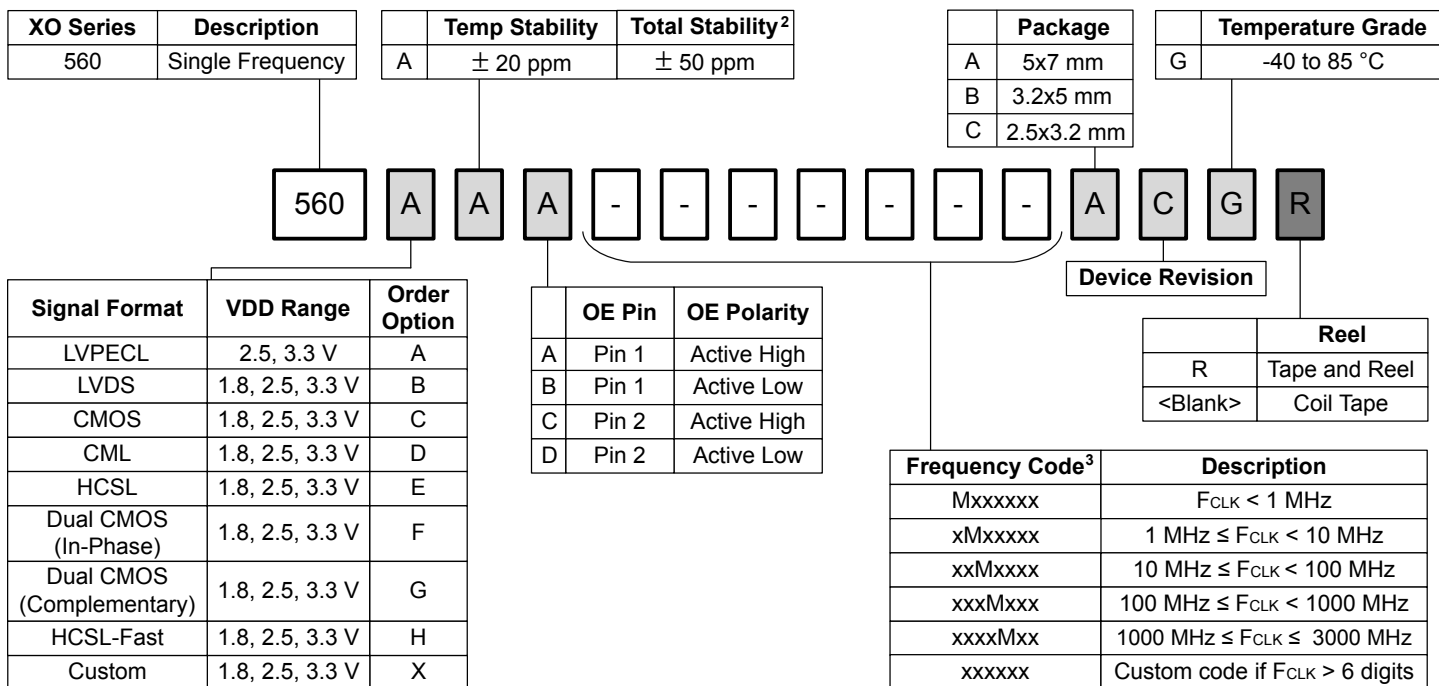 XO Series Description
560 Single Frequency
Temp Stability Total Stability²
A ± 20 ppm ± 50 ppm
Package
A 5x7 mm
B 3.2x5 mm
C 2.5x3.2 mm
Temperature Grade
G -40 to 85 °C
560 A A A - - - - - - - A C G R
Device Revision
Signal Format VDD Range Order Option
LVPECL 2.5, 3.3 V A
LVDS 1.8, 2.5, 3.3 V B
CMOS 1.8, 2.5, 3.3 V C
CML 1.8, 2.5, 3.3 V D
HCSL 1.8, 2.5, 3.3 V E
Dual CMOS (In-Phase) 1.8, 2.5, 3.3 V F
Dual CMOS (Complementary) 1.8, 2.5, 3.3 V G
HCSL-Fast 1.8, 2.5, 3.3 V H
Custom 1.8, 2.5, 3.3 V X
OE Pin OE Polarity
A Pin 1 Active High
B Pin 1 Active Low
C Pin 2 Active High
D Pin 2 Active Low
Reel
R Tape and Reel
<Blank> Coil Tape
Frequency Code³ Description
Mxxxxxx FCLK < 1 MHz
xMxxxxx 1 MHz ≤ FCLK < 10 MHz
xxMxxxx 10 MHz ≤ FCLK < 100 MHz
xxxMxxx 100 MHz ≤ FCLK < 1000 MHz
xxxxMxx 1000 MHz ≤ FCLK ≤ 3000 MHz
xxxxxx Custom code if FCLK > 6 digits